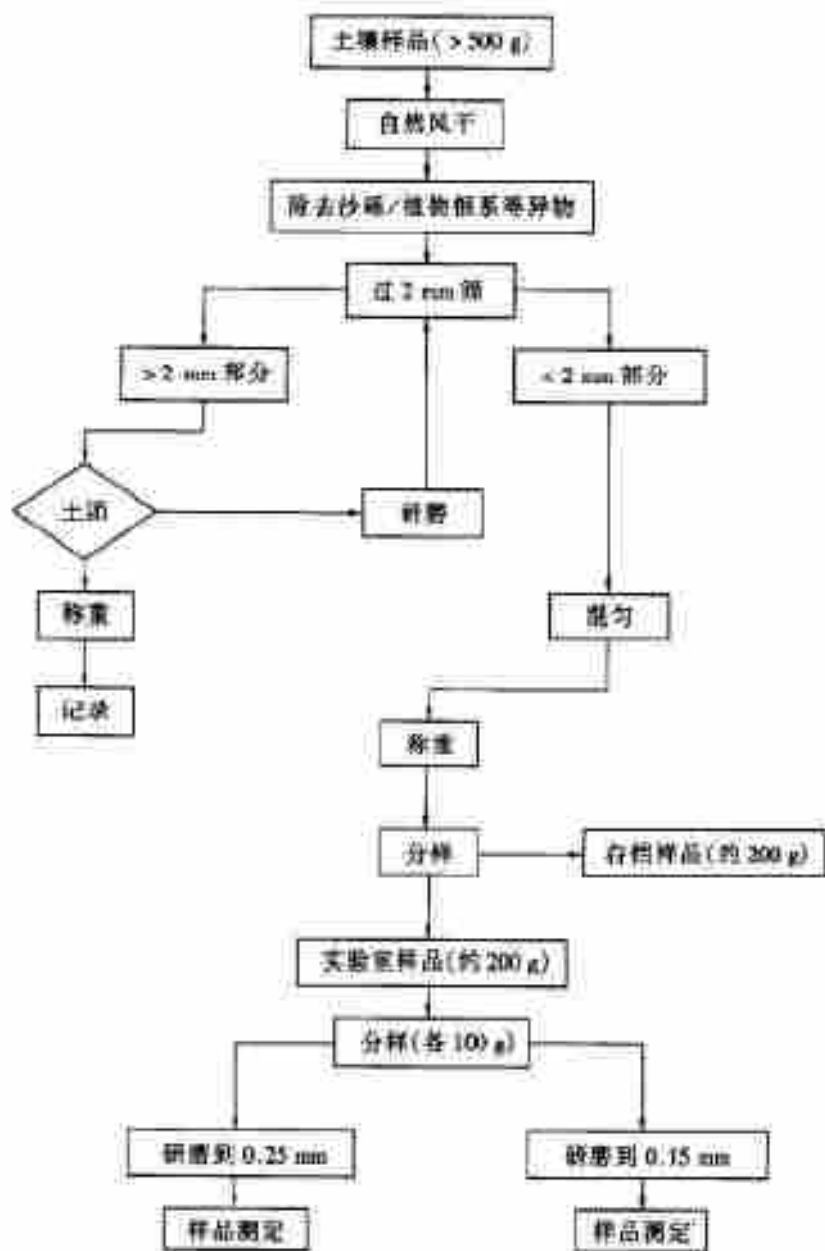 土壤样品(>500 g)
自然风干
除去沙砾/植物根系等异物
过 2 mm 筛
>2 mm 部分
<2 mm 部分
土语
研磨
称重
混匀
记录
称重
分样
存档样品(约 200 g)
实验室样品(约 200 g)
分样(各 100 g)
研磨到 0.25 mm
研磨到 0.15 mm
样品测定
样品测定